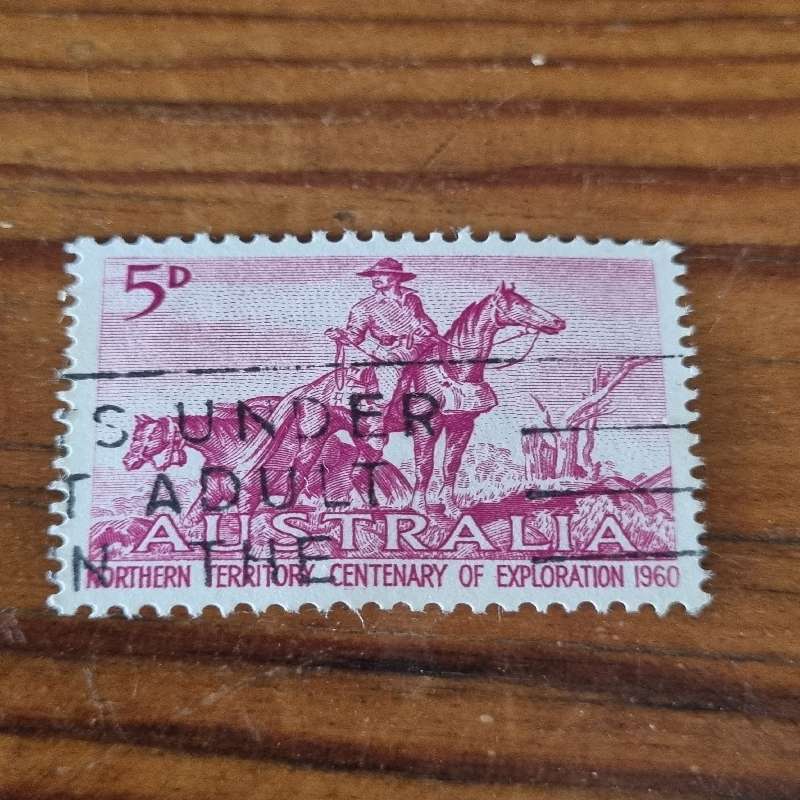 5D
S UNDER
T ADULT
N THE
AUSTRALIA
NORTHERN TERRITORY CENTENARY OF EXPLORATION 1960